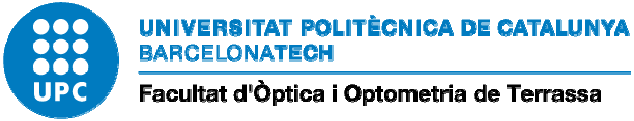 UPC
UNIVERSITAT POLITÈCNICA DE CATALUNYA
BARCELONATECH
Facultat d'Òptica i Optometria de Terrassa